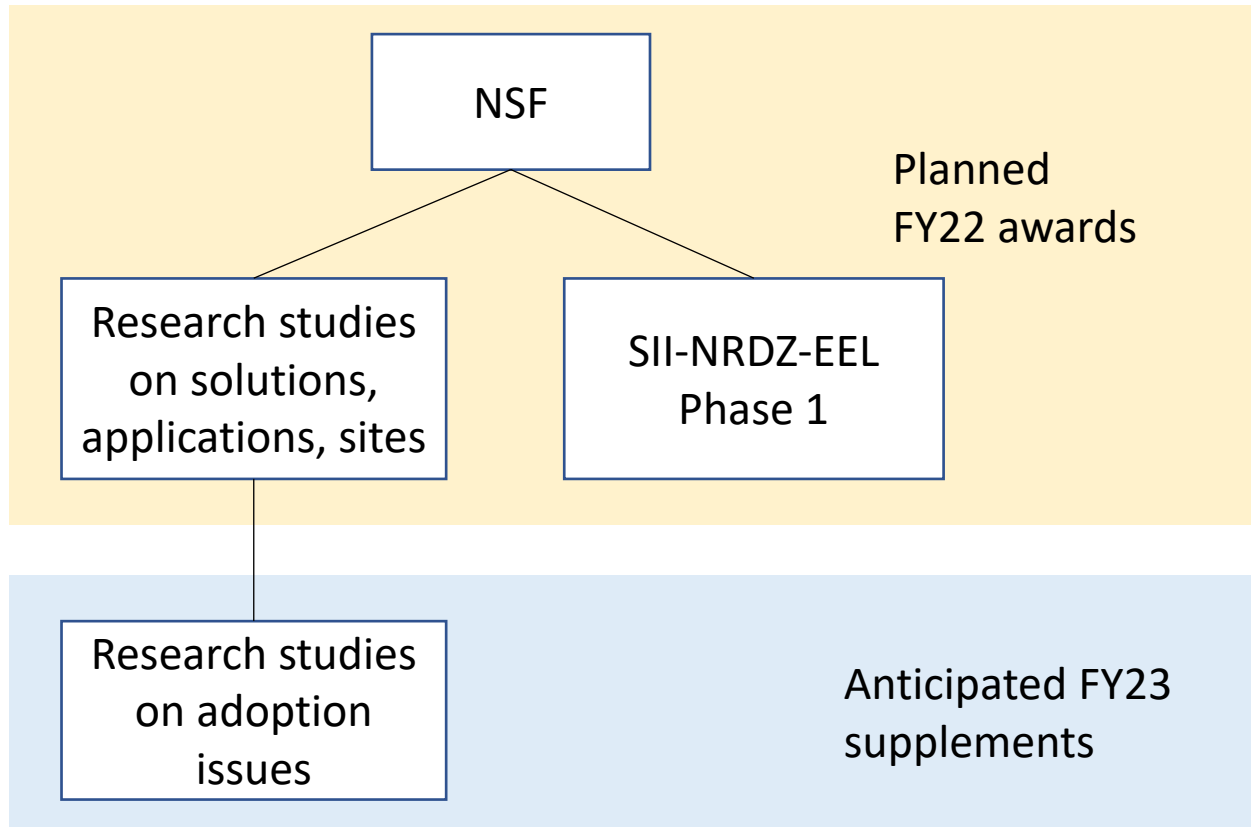 NSF
Planned
FY22 awards
Research studies
on solutions,
applications, sites
SII-NRDZ-EEL
Phase 1
Research studies
on adoption
issues
Anticipated FY23
supplements